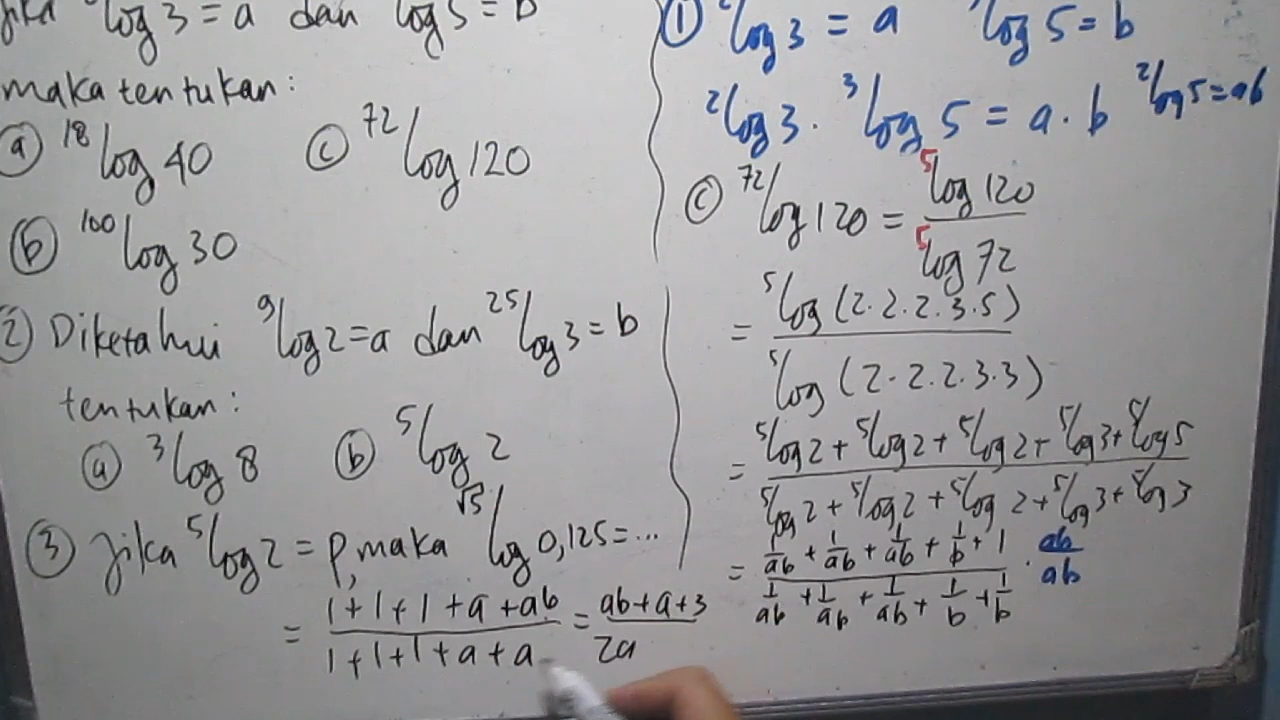 Jika ²log 3 = a dan log 5 = b
maka tentukan:
ⓐ ¹⁸log 40 ⓒ ⁷²log 120
ⓑ ¹⁰⁰log 30
② Diketahui ⁹log 2 = a dan ²⁵log 3 = b
tentukan:
ⓐ ³log 8 ⓑ ⁵log 2
③ Jika ⁵log 2 = p, maka √5log 0,125 = ...
① ²log 3 = a log 5 = b
²log 3 . ³log 5 = a . b ²log 5 = ab
ⓒ ⁷²log 120 = ⁵log 120 / ⁵log 72
= ⁵log (2.2.2.3.5) / ⁵log (2.2.2.3.3)
= ⁵log 2 + ⁵log 2 + ⁵log 2 + ⁵log 3 + ⁵log 5 / ⁵log 2 + ⁵log 2 + ⁵log 2 + ⁵log 3 + ⁵log 3
= 1/ab + 1/ab + 1/ab + 1/b + 1 / 1/ab + 1/ab + 1/ab + 1/b + 1/b . ab/ab
= 1 + 1 + 1 + a + ab / 1 + 1 + 1 + a + a = ab + a + 3 / 2a